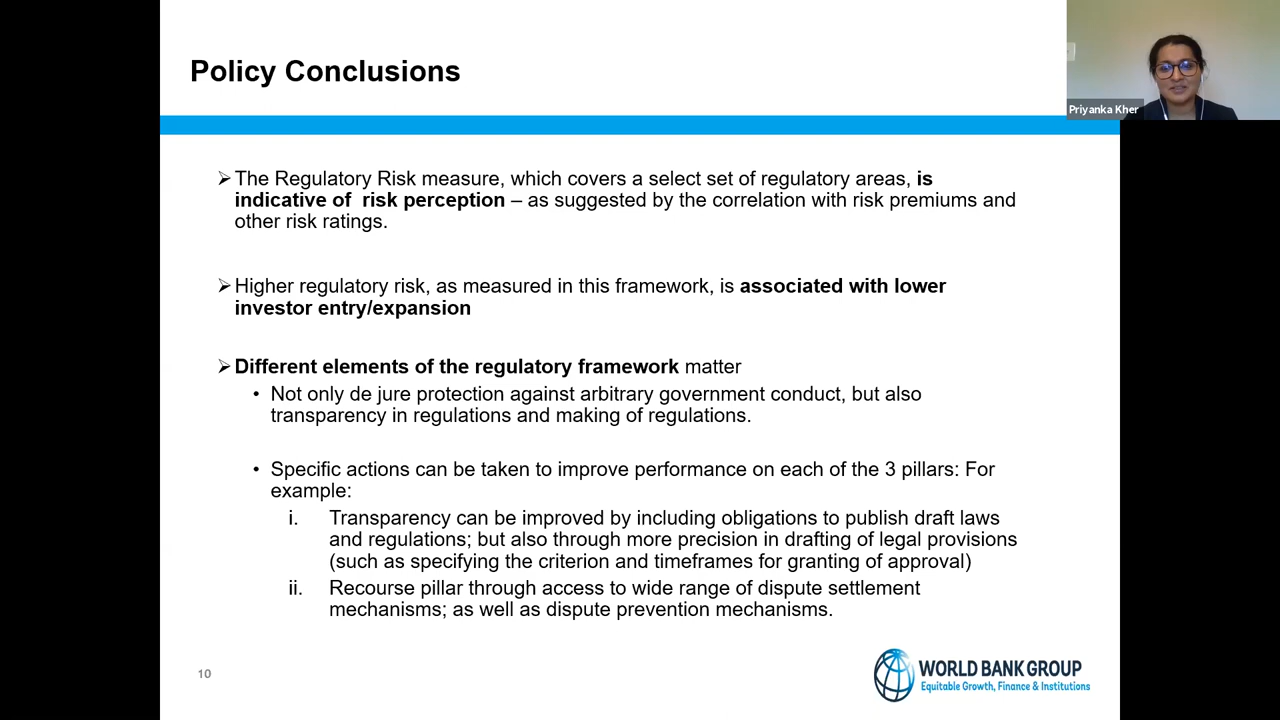 Policy Conclusions
Priyanka Kher
➢The Regulatory Risk measure, which covers a select set of regulatory areas, is
indicative of  risk perception – as suggested by the correlation with risk premiums and
other risk ratings.
➢Higher regulatory risk, as measured in this framework, is associated with lower
investor entry/expansion
➢Different elements of the regulatory framework matter
• Not only de jure protection against arbitrary government conduct, but also
transparency in regulations and making of regulations.
• Specific actions can be taken to improve performance on each of the 3 pillars: For
example:
i. Transparency can be improved by including obligations to publish draft laws
and regulations; but also through more precision in drafting of legal provisions
(such as specifying the criterion and timeframes for granting of approval)
ii. Recourse pillar through access to wide range of dispute settlement
mechanisms; as well as dispute prevention mechanisms.
10
WORLD BANK GROUP
Equitable Growth, Finance & Institutions